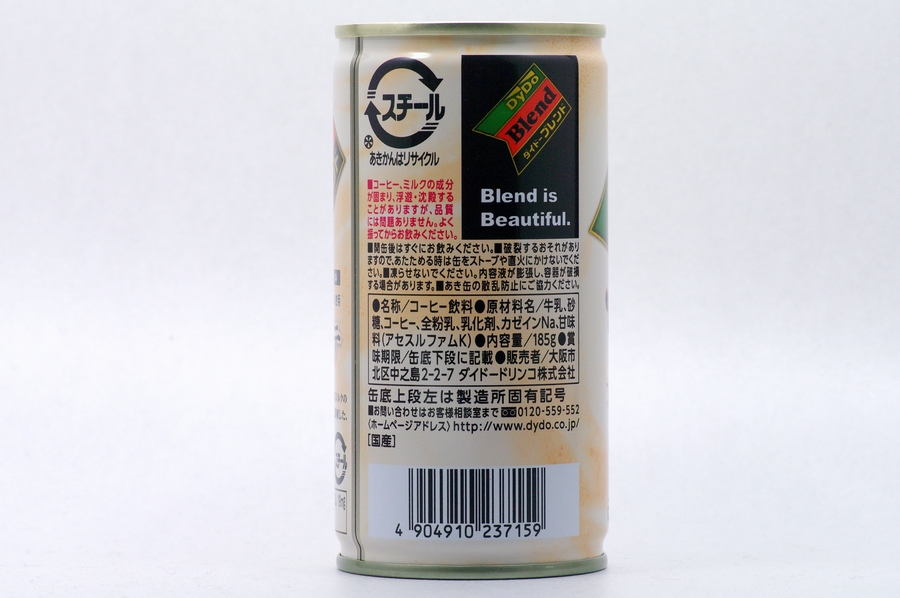 スチール
あきかんはリサイクル
DyDo
Blend
ダイドーブレンド
Blend is
Beautiful.
■コーヒー、ミルクの成分
が固まり、浮遊・沈殿する
ことがありますが、品質
には問題ありません。よく
振ってからお飲みください。
■開缶後はすぐにお飲みください。■破裂するおそれがあり
ますので、あたためる時は缶をストーブや直火にかけないでくだ
さい。■凍らせないでください。内容液が膨張し、容器が破損
する場合があります。■あき缶の散乱防止にご協力ください。
●名称/コーヒー飲料●原材料名/牛乳、砂
糖、コーヒー、全粉乳、乳化剤、カゼインNa、甘味
料(アセスルファムK)●内容量/185g●賞
味期限/缶底下段に記載●販売者/大阪市
北区中之島2-2-7 ダイドードリンコ株式会社
缶底上段左は製造所固有記号
■お問い合わせはお客様相談室まで 0120-559-552
〈ホームページアドレス〉http://www.dydo.co.jp/
[国産]
4 904910 237159